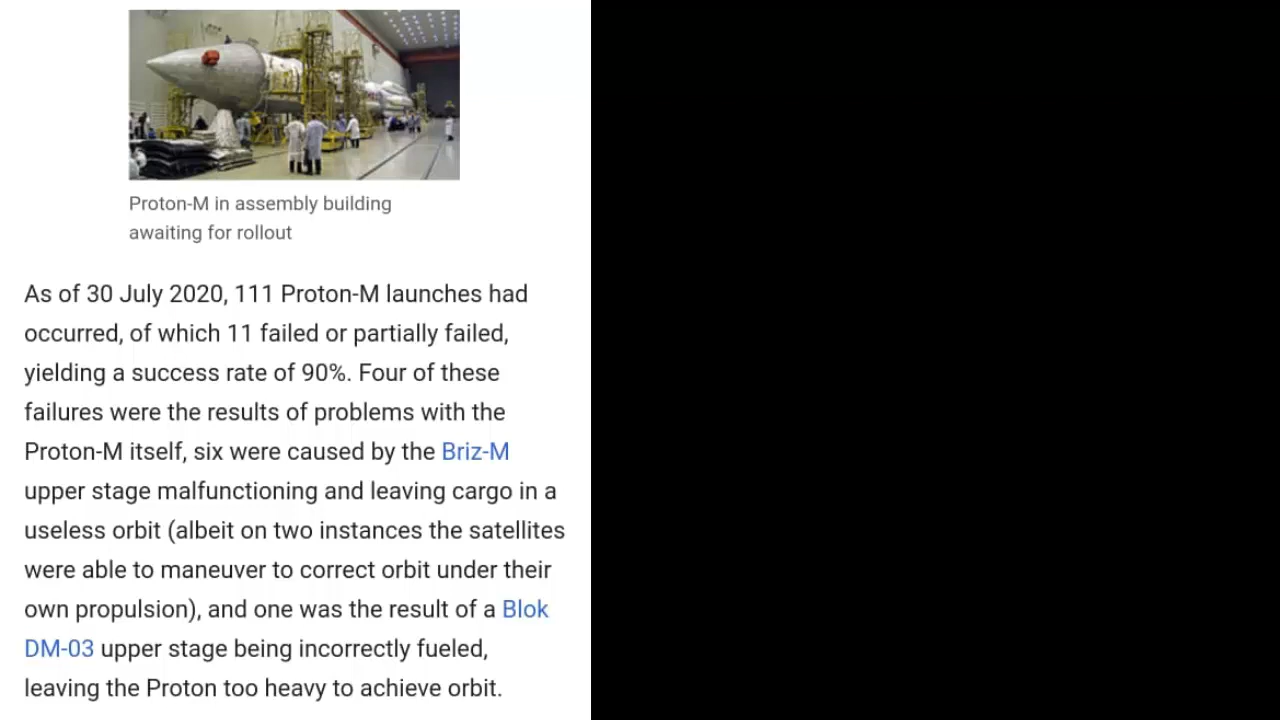 Proton-M in assembly building
awaiting for rollout
As of 30 July 2020, 111 Proton-M launches had
occurred, of which 11 failed or partially failed,
yielding a success rate of 90%. Four of these
failures were the results of problems with the
Proton-M itself, six were caused by the Briz-M
upper stage malfunctioning and leaving cargo in a
useless orbit (albeit on two instances the satellites
were able to maneuver to correct orbit under their
own propulsion), and one was the result of a Blok
DM-03 upper stage being incorrectly fueled,
leaving the Proton too heavy to achieve orbit.